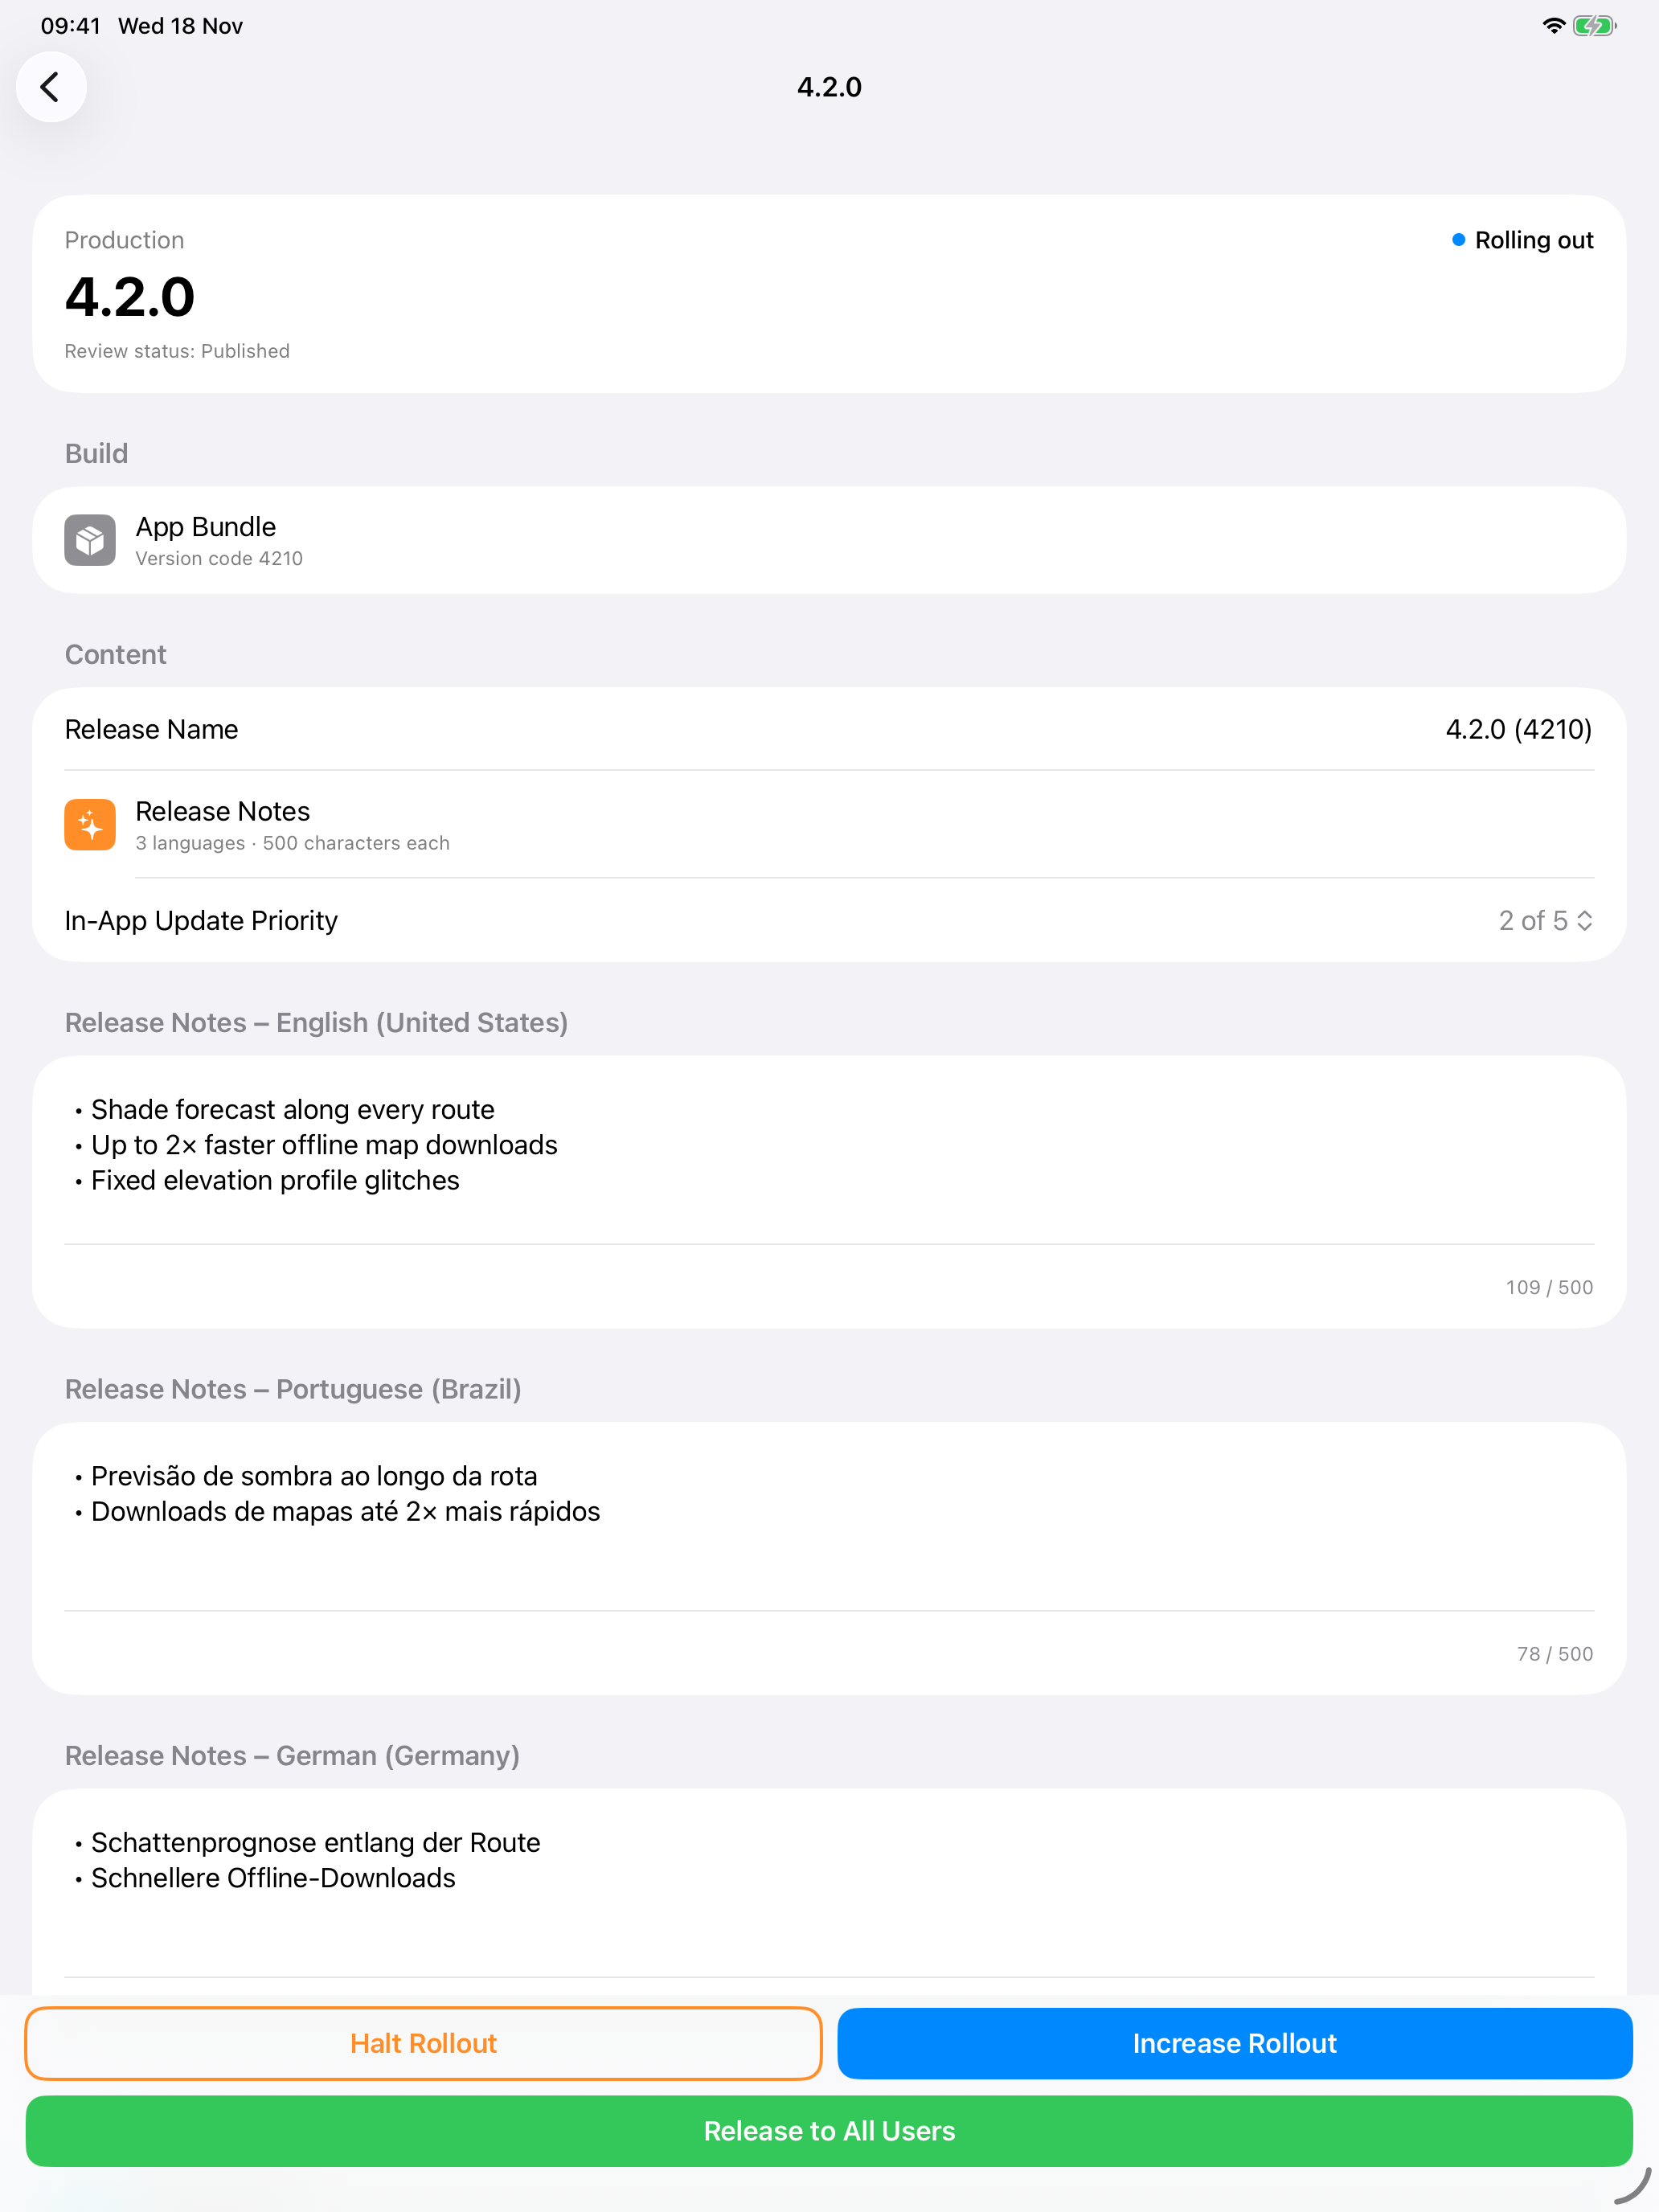 09:41 Wed 18 Nov
4.2.0
Production
Rolling out
4.2.0
Review status: Published
Build
App Bundle
Version code 4210
Content
Release Name
4.2.0 (4210)
Release Notes
3 languages · 500 characters each
In-App Update Priority
2 of 5
Release Notes – English (United States)
• Shade forecast along every route
• Up to 2× faster offline map downloads
• Fixed elevation profile glitches
109 / 500
Release Notes – Portuguese (Brazil)
• Previsão de sombra ao longo da rota
• Downloads de mapas até 2× mais rápidos
78 / 500
Release Notes – German (Germany)
• Schattenprognose entlang der Route
• Schnellere Offline-Downloads
Halt Rollout
Increase Rollout
Release to All Users